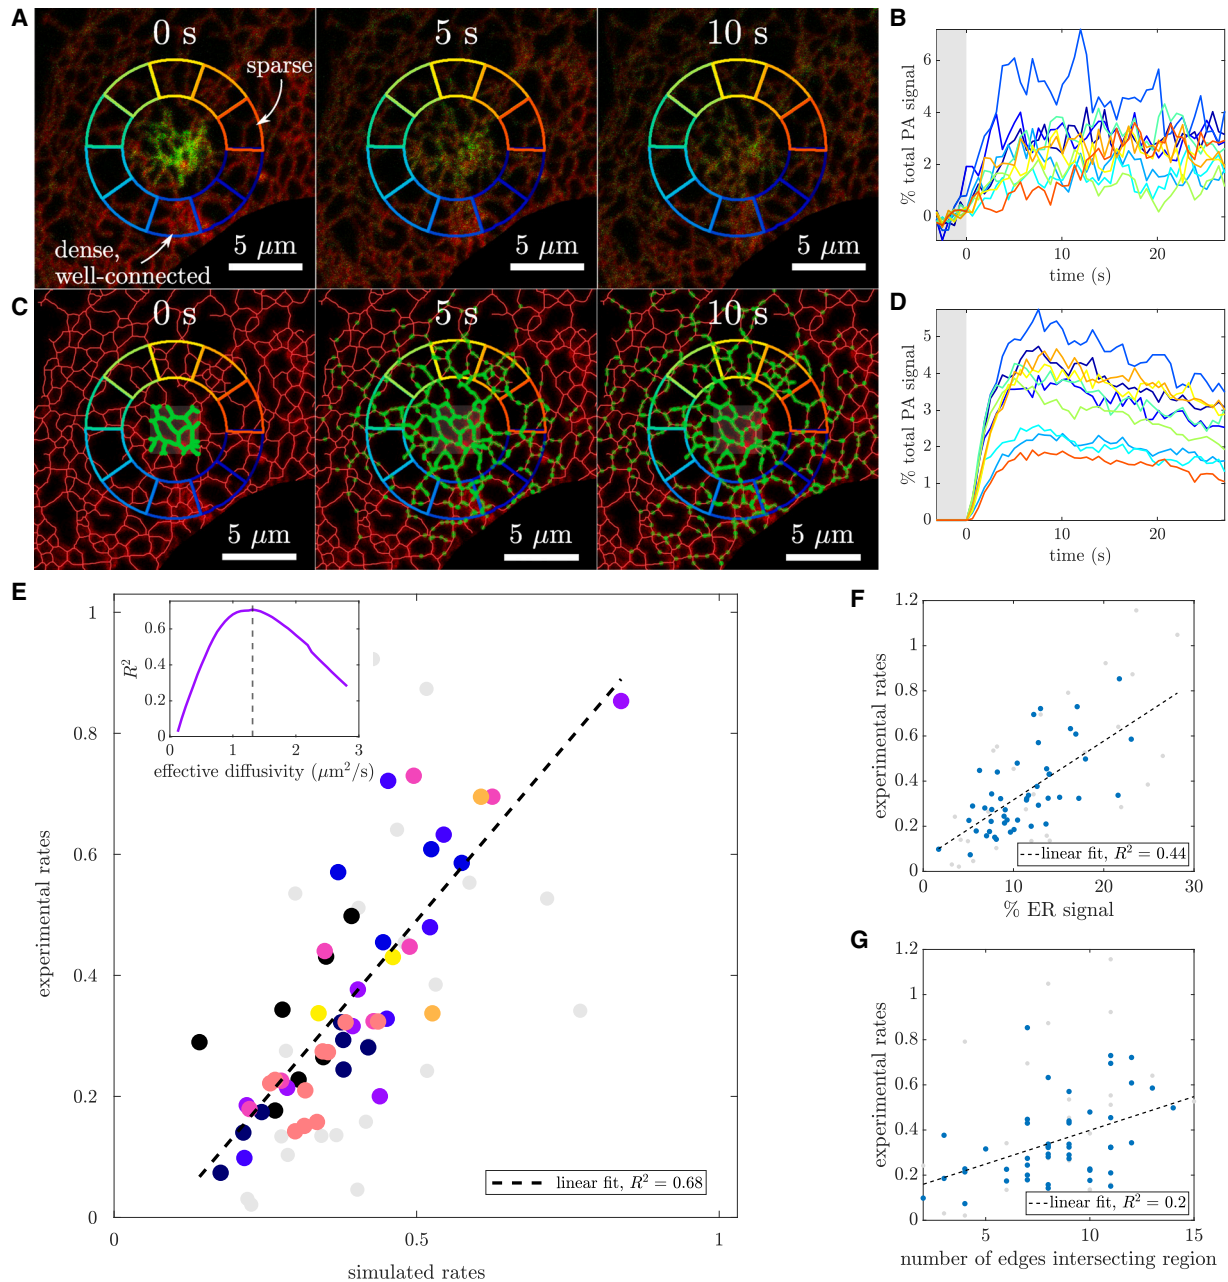 A
0 s
5 s
10 s
sparse
dense,
well-connected
5 μm
5 μm
5 μm
B
% total PA signal
6
4
2
0
0
10
20
time (s)
C
0 s
5 s
10 s
5 μm
5 μm
5 μm
D
% total PA signal
5
4
3
2
1
0
0
10
20
time (s)
E
experimental rates
1
0.8
0.6
0.4
0.2
0
0
0.5
1
simulated rates
R²
0.6
0.4
0.2
0
0
1
2
3
effective diffusivity (μm²/s)
linear fit, R² = 0.68
F
experimental rates
1.2
1
0.8
0.6
0.4
0.2
0
0
10
20
30
% ER signal
linear fit, R² = 0.44
G
experimental rates
1.2
1
0.8
0.6
0.4
0.2
0
5
10
15
number of edges intersecting region
linear fit, R² = 0.2